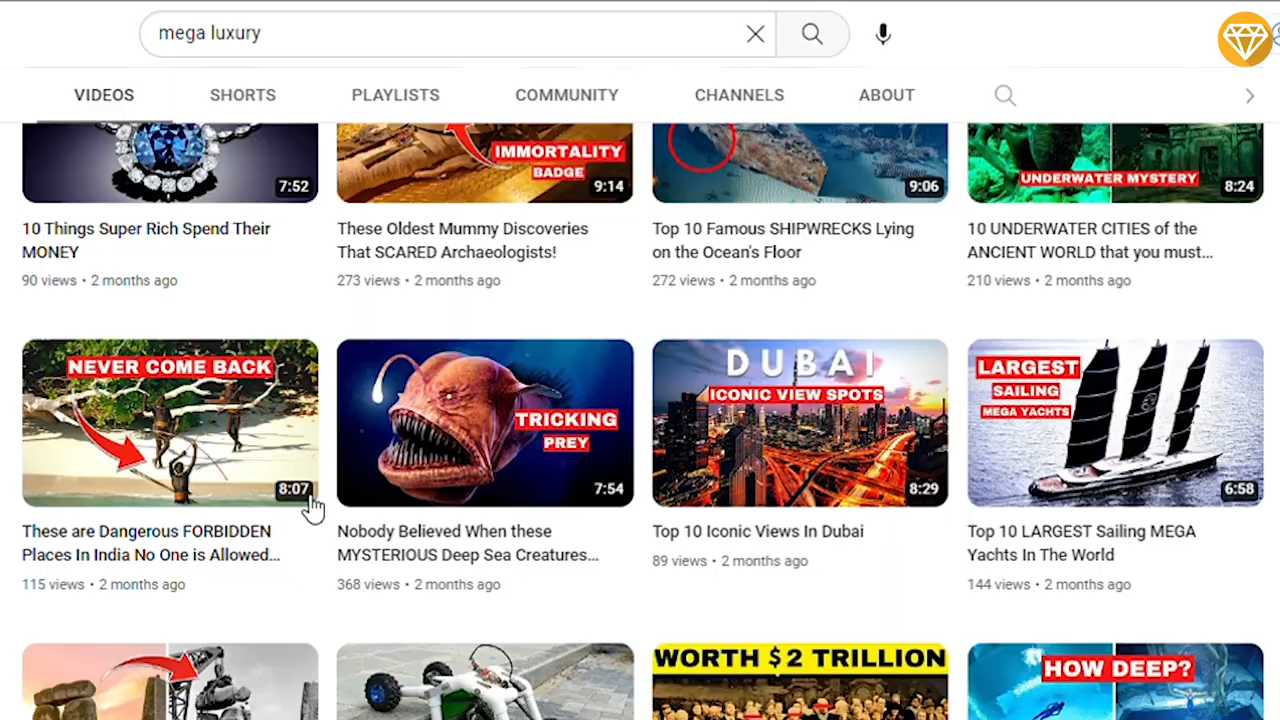 mega luxury
VIDEOS SHORTS PLAYLISTS COMMUNITY CHANNELS ABOUT
7:52
IMMORTALITY
BADGE
9:14
9:06
UNDERWATER MYSTERY
8:24
10 Things Super Rich Spend Their
MONEY
90 views • 2 months ago
These Oldest Mummy Discoveries
That SCARED Archaeologists!
273 views • 2 months ago
Top 10 Famous SHIPWRECKS Lying
on the Ocean's Floor
272 views • 2 months ago
10 UNDERWATER CITIES of the
ANCIENT WORLD that you must...
210 views • 2 months ago
NEVER COME BACK
8:07
TRICKING
PREY
7:54
DUBAI
ICONIC VIEW SPOTS
8:29
LARGEST
SAILING
MEGA YACHTS
6:58
These are Dangerous FORBIDDEN
Places In India No One is Allowed...
115 views • 2 months ago
Nobody Believed When these
MYSTERIOUS Deep Sea Creatures...
368 views • 2 months ago
Top 10 Iconic Views In Dubai
89 views • 2 months ago
Top 10 LARGEST Sailing MEGA
Yachts In The World
144 views • 2 months ago
WORTH $2 TRILLION
HOW DEEP?